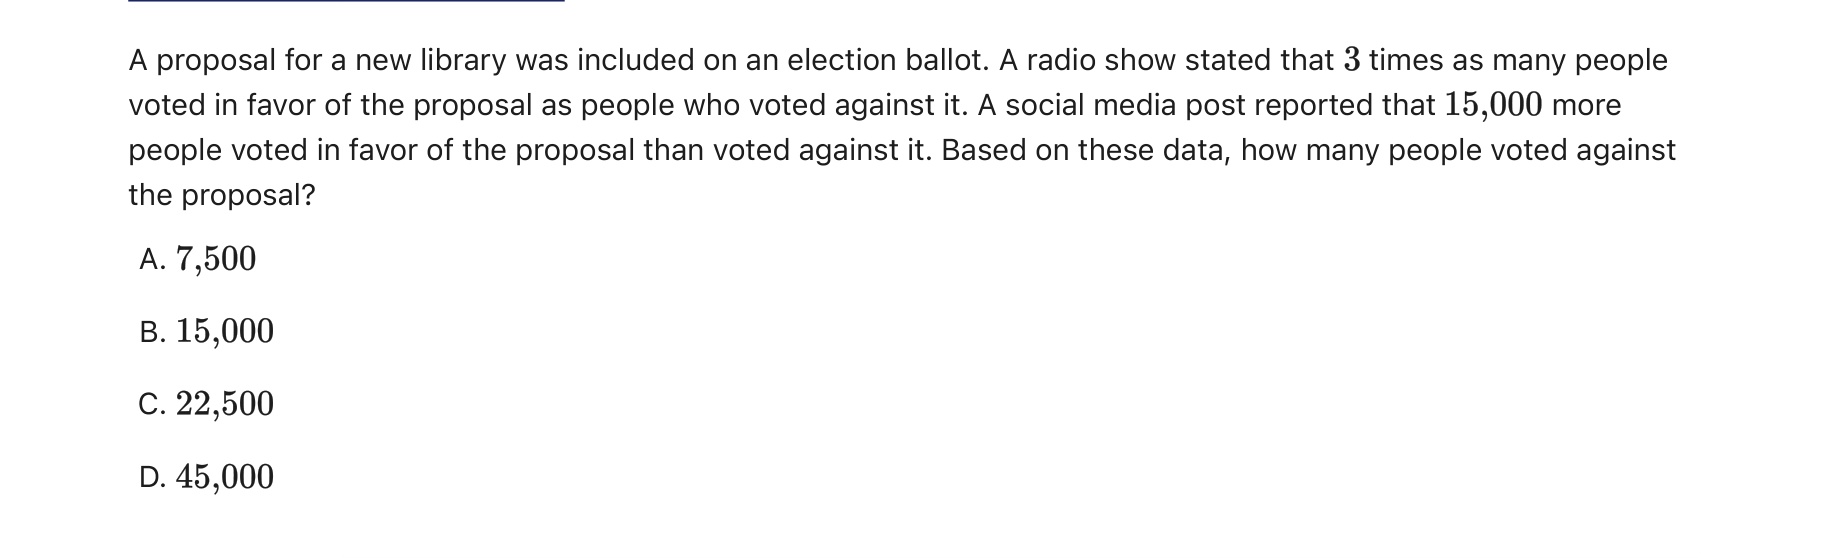 A proposal for a new library was included on an election ballot. A radio show stated that 3 times as many people
voted in favor of the proposal as people who voted against it. A social media post reported that 15,000 more
people voted in favor of the proposal than voted against it. Based on these data, how many people voted against
the proposal?
A. 7,500
B. 15,000
C. 22,500
D. 45,000